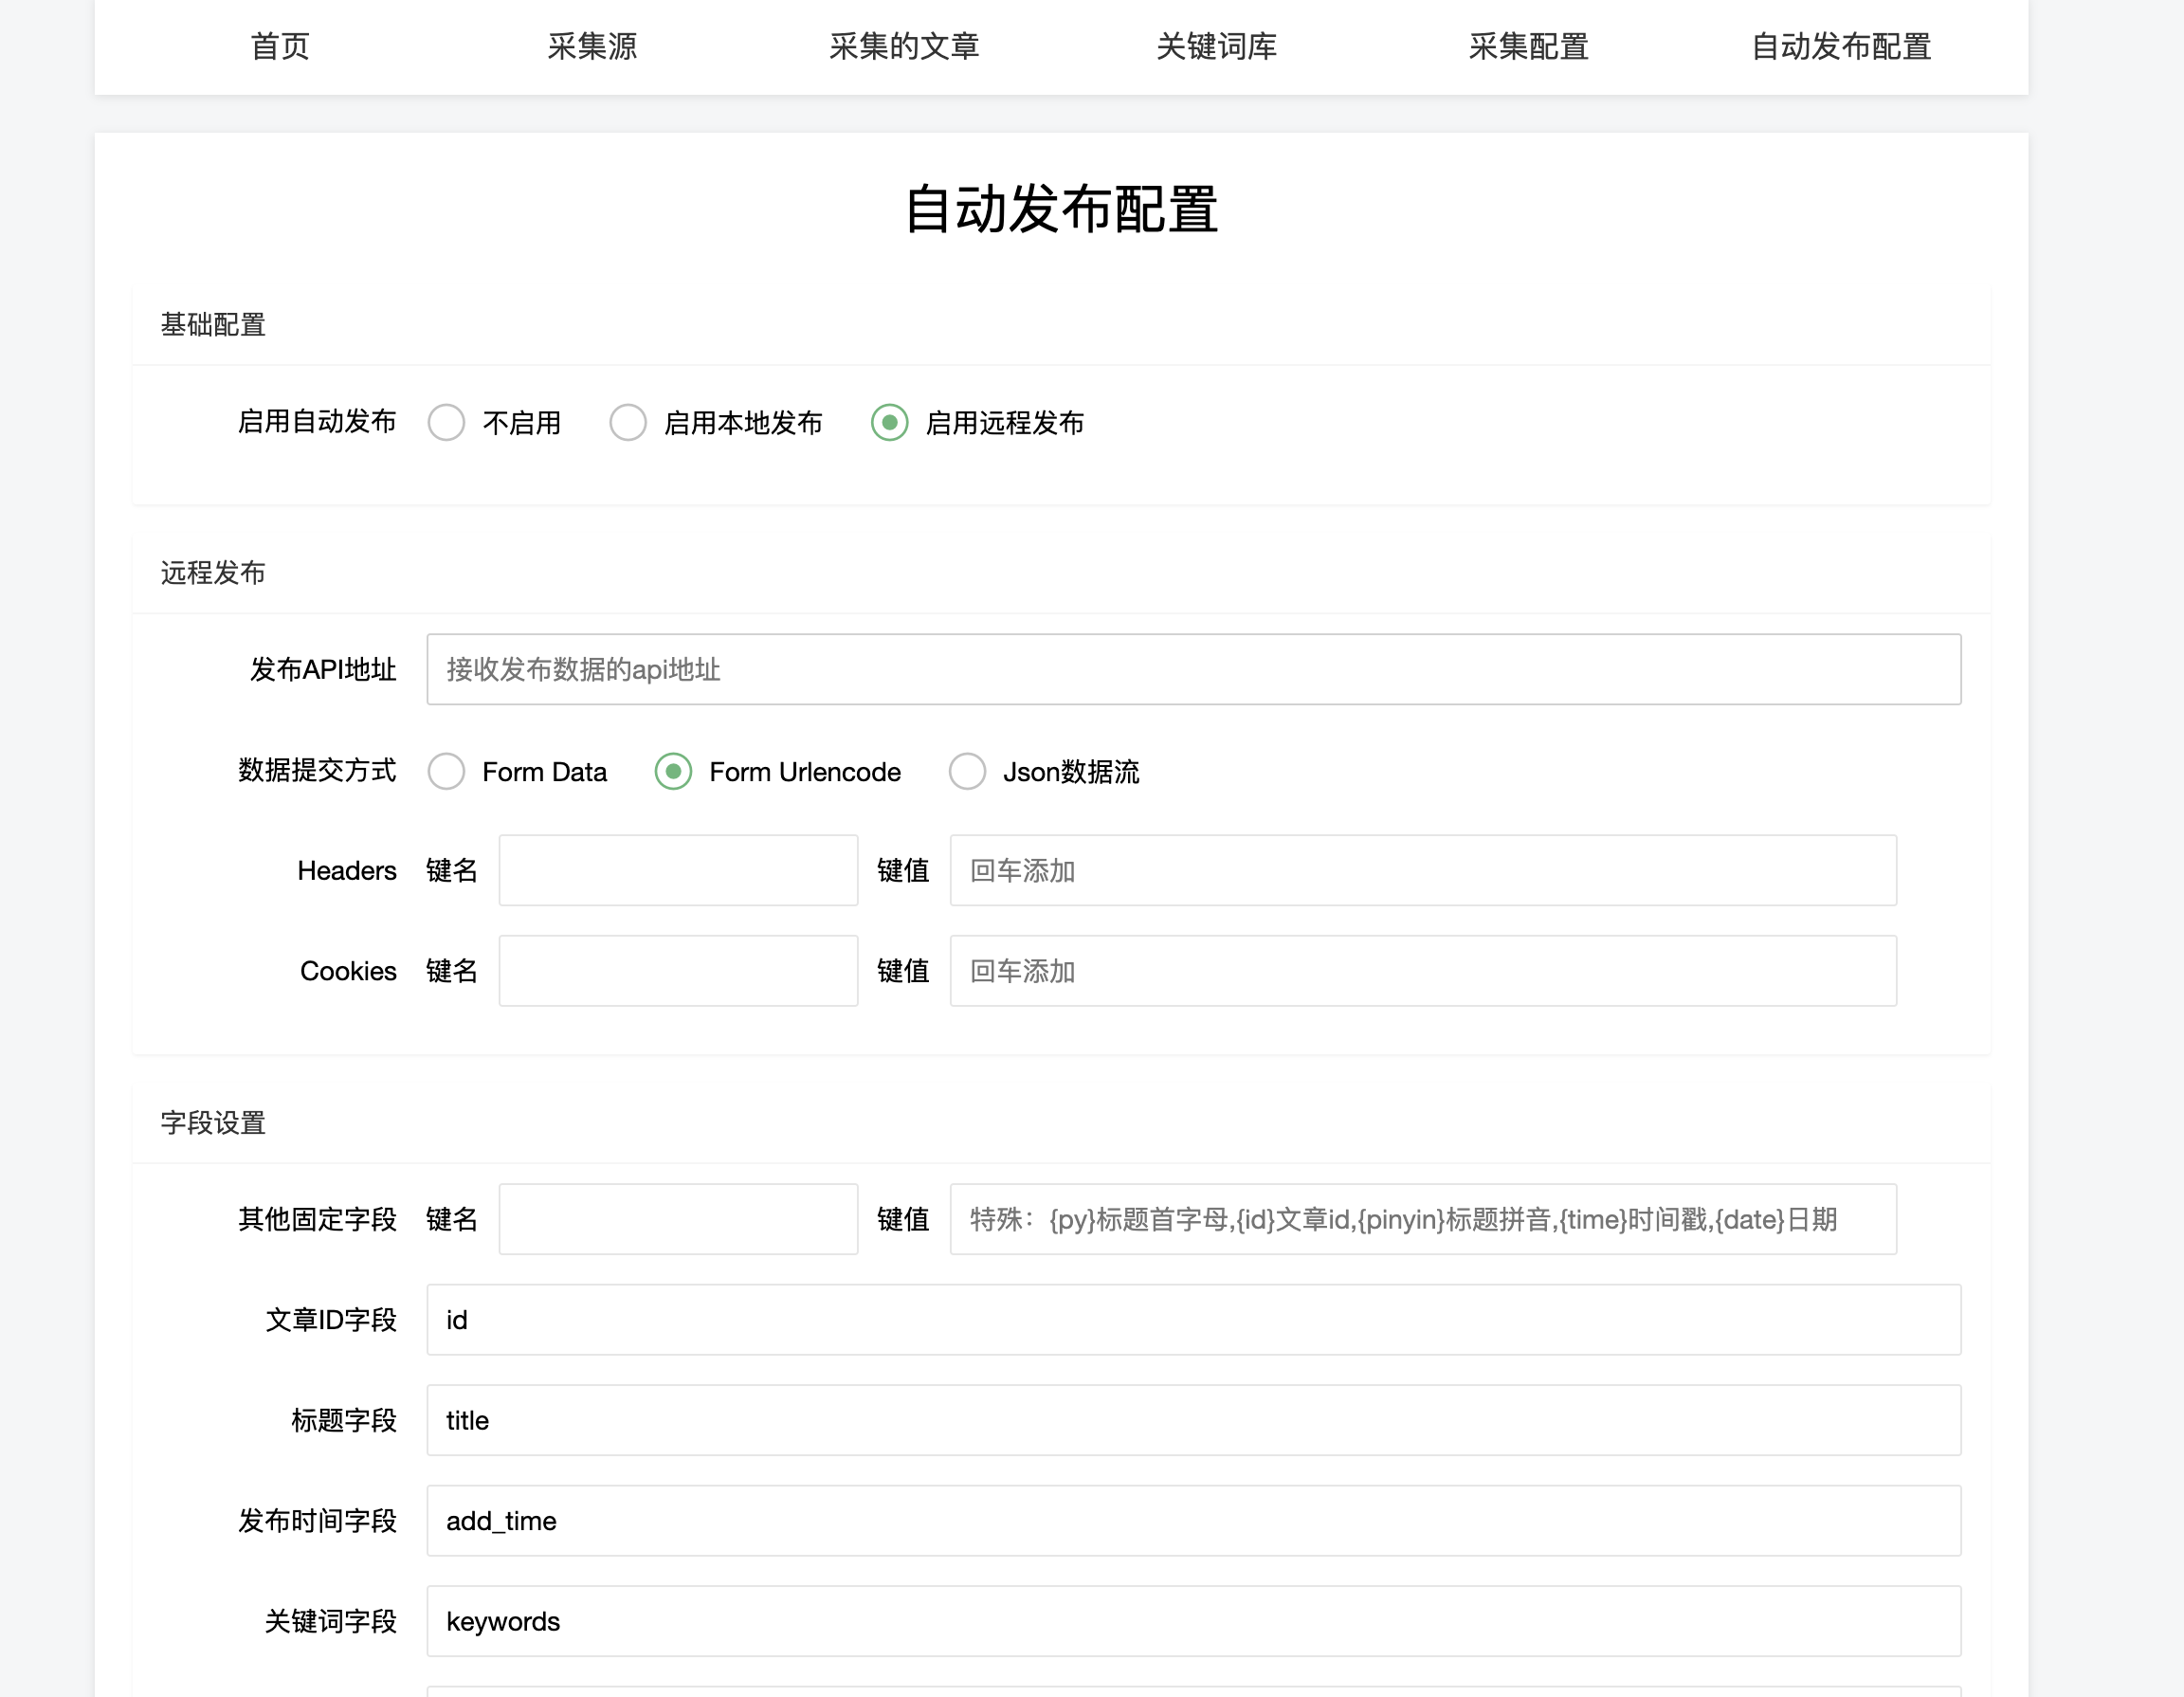 首页 采集源 采集的文章 关键词库 采集配置 自动发布配置
自动发布配置
基础配置
启用自动发布 不启用 启用本地发布 启用远程发布
远程发布
发布API地址 接收发布数据的api地址
数据提交方式 Form Data Form Urlencode Json数据流
Headers 键名 键值 回车添加
Cookies 键名 键值 回车添加
字段设置
其他固定字段 键名 键值 特殊：{py}标题首字母,{id}文章id,{pinyin}标题拼音,{time}时间戳,{date}日期
文章ID字段 id
标题字段 title
发布时间字段 add_time
关键词字段 keywords